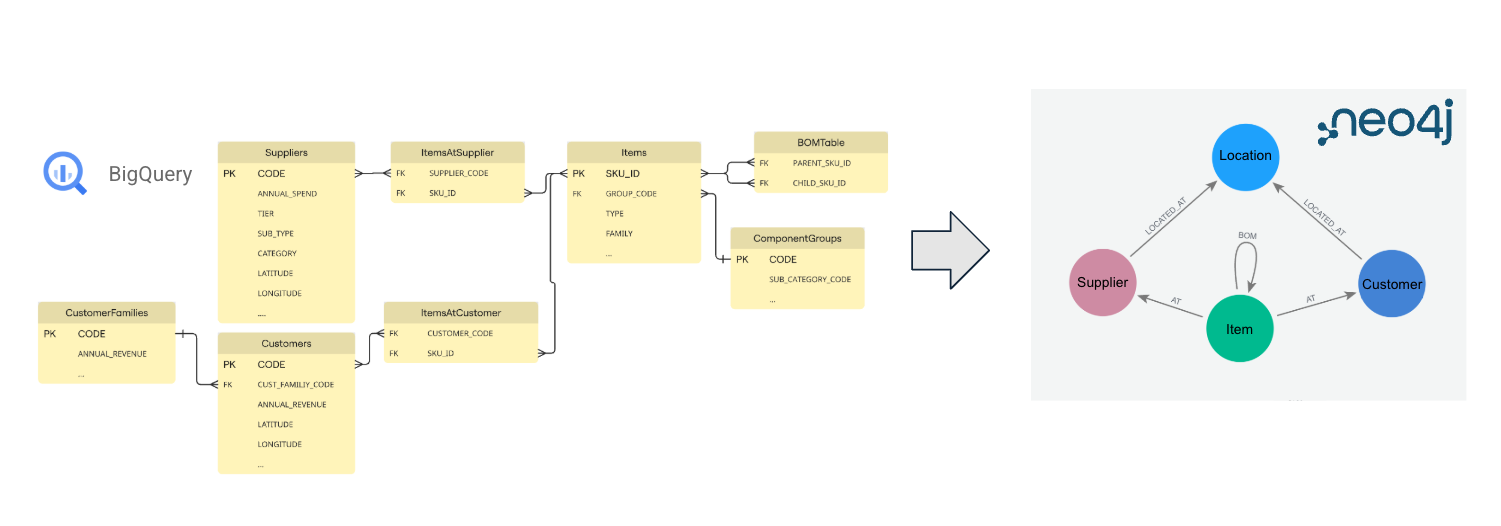 BigQuery
Suppliers
PK CODE
ANNUAL_SPEND
TIER
SUB_TYPE
CATEGORY
LATITUDE
LONGITUDE
....
ItemsAtSupplier
FK SUPPLIER_CODE
FK SKU_ID
Items
PK SKU_ID
FK GROUP_CODE
TYPE
FAMILY
...
BOMTable
FK PARENT_SKU_ID
FK CHILD_SKU_ID
ComponentGroups
PK CODE
SUB_CATEGORY_CODE
...
CustomerFamilies
PK CODE
ANNUAL_REVENUE
...
Customers
PK CODE
FK CUST_FAMILIY_CODE
ANNUAL_REVENUE
LATITUDE
LONGITUDE
...
ItemsAtCustomer
FK CUSTOMER_CODE
FK SKU_ID
neo4j
Location
LOCATED_AT
LOCATED_AT
BOM
Supplier
Customer
AT
AT
Item